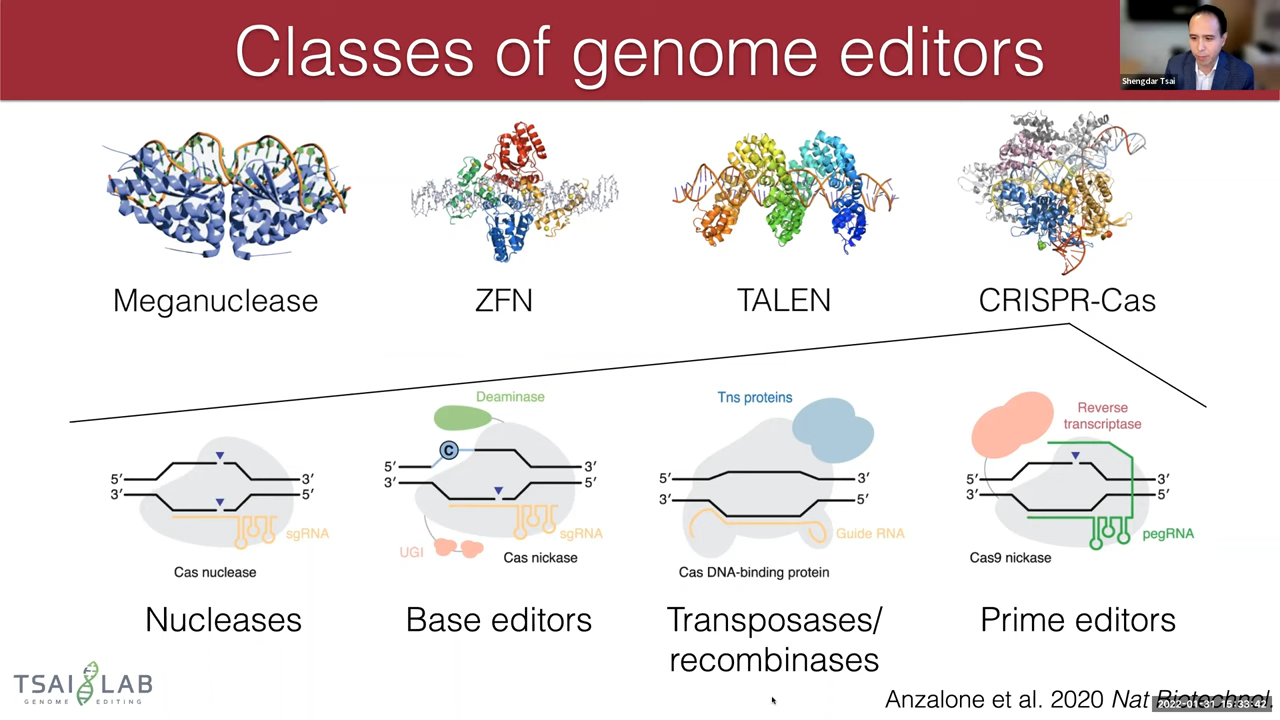 Classes of genome editors
Shengdar Tsai
Meganuclease
ZFN
TALEN
CRISPR-Cas
5′
3′
3′
5′
sgRNA
Cas nuclease
Nucleases
Deaminase
C
5′
3′
3′
5′
sgRNA
UGI
Cas nickase
Base editors
Tns proteins
5′
3′
3′
5′
Guide RNA
Cas DNA-binding protein
Transposases/
recombinases
Reverse
transcriptase
5′
3′
3′
5′
pegRNA
Cas9 nickase
Prime editors
TSAI LAB
GENOME EDITING
Anzalone et al. 2020 Nat Biotechnol.
2022-01-31 15:33:42